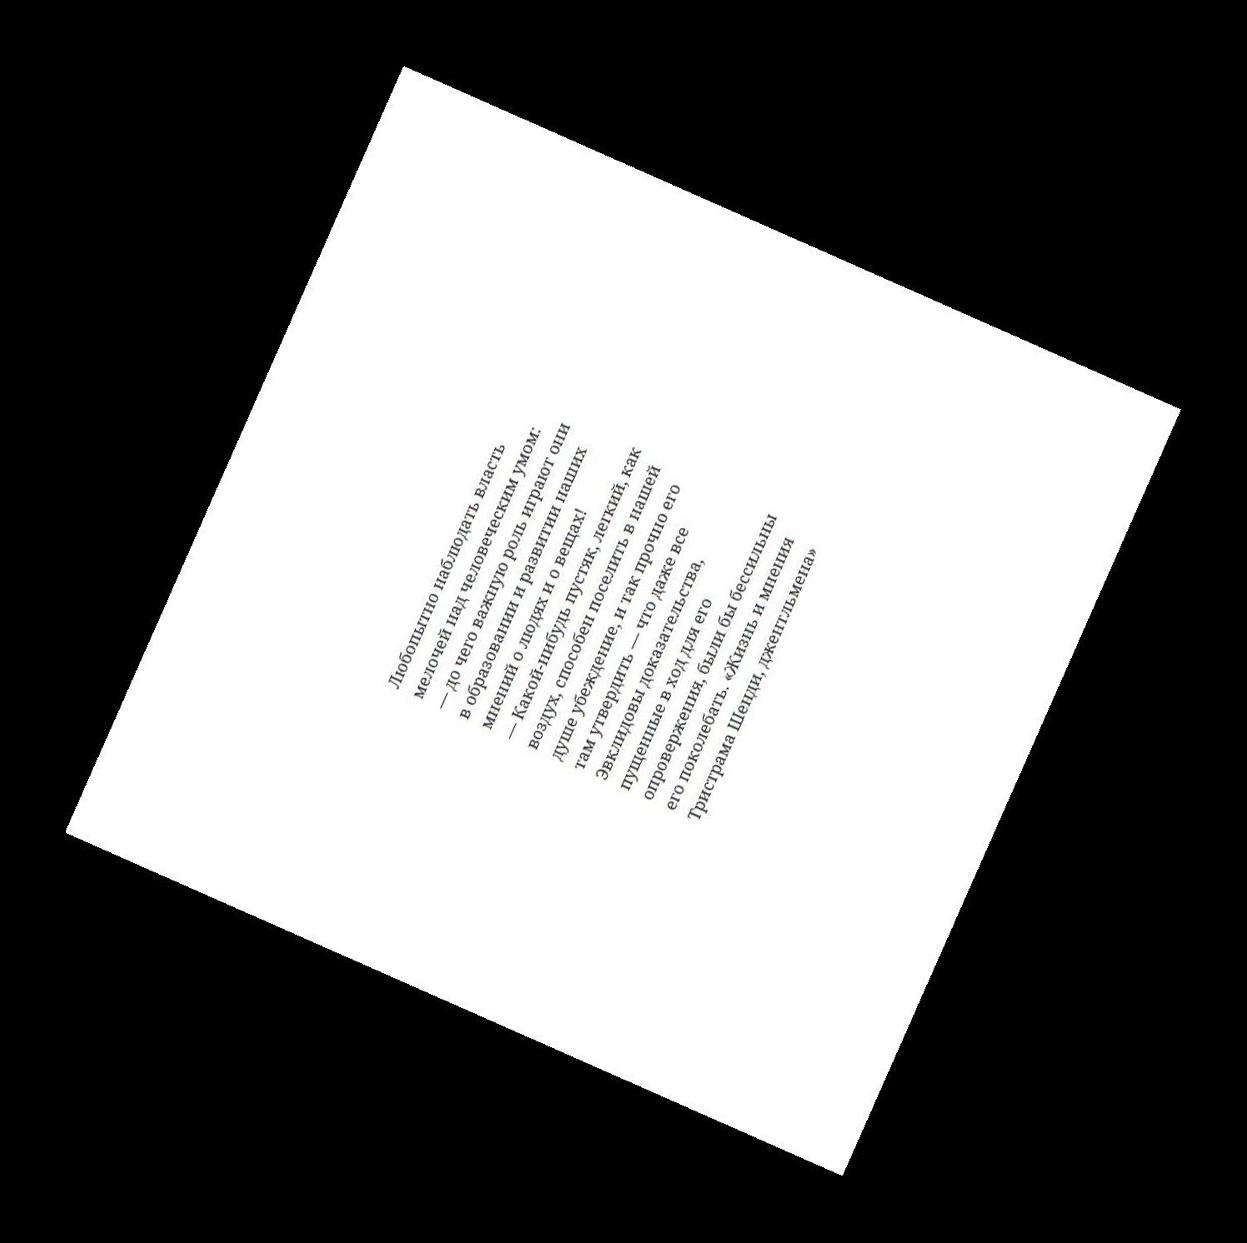 Любопытно наблюдать власть
мелочей над человеческим умом:
— до чего важную роль играют они
в образовании и развитии наших
мнений о людях и о вещах!
— Какой-нибудь пустяк, легкий, как
воздух, способен поселить в нашей
душе убеждение, и так прочно его
там утвердить — что даже все
Эвклидовы доказательства,
пущенные в ход для его
опровержения, были бы бессильны
его поколебать. «Жизнь и мнения
Тристрама Шенди, джентльмена»